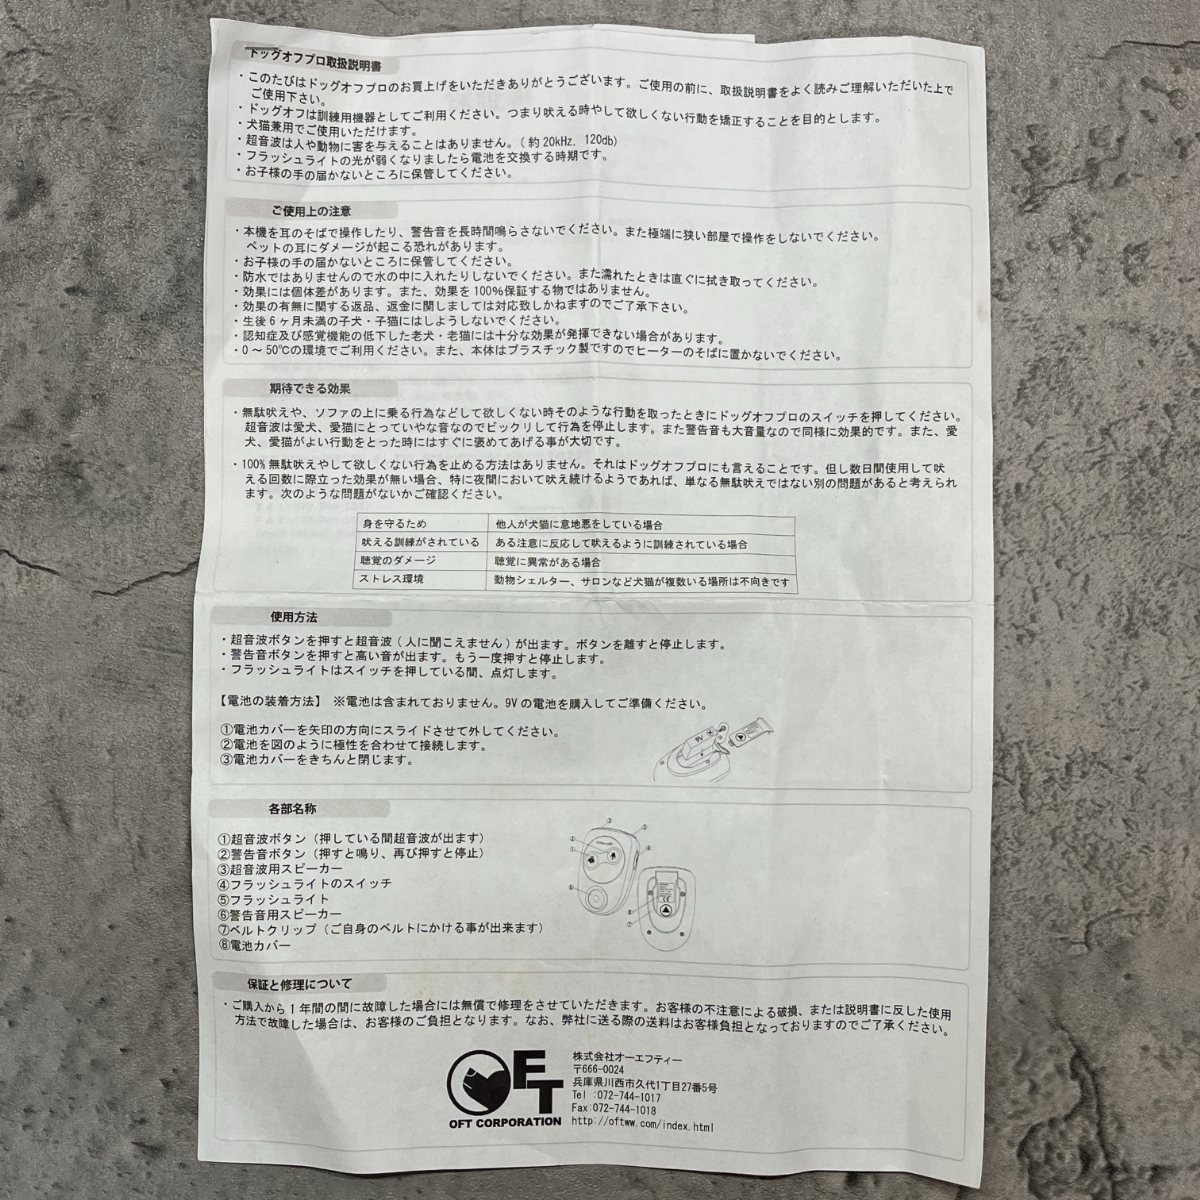 ドッグオフプロ取扱説明書
・このたびはドッグオフプロのお買上げをいただきありがとうございます。ご使用の前に、取扱説明書をよく読みご理解いただいた上で
ご使用下さい。
・ドッグオフは訓練用機器としてご利用ください。つまり吠える時やして欲しくない行動を矯正することを目的とします。
・犬猫兼用でご使用いただけます。
・超音波は人や動物に害を与えることはありません。(約20kHz, 120db)
・フラッシュライトの光が弱くなりましたら電池を交換する時期です。
・お子様の手の届かないところに保管してください。
ご使用上の注意
・本機を耳のそばで操作したり、警告音を長時間鳴らさないでください。また極端に狭い部屋で操作をしないでください。
ペットの耳にダメージが起こる恐れがあります。
・お子様の手の届かないところに保管してください。
・防水ではありませんので水の中に入れたりしないでください。また濡れたときは直ぐに拭き取ってください。
・効果には個体差があります。また、効果を100%保証する物ではありません。
・効果の有無に関する返品、返金に関しましては対応致しかねますのでご了承下さい。
・生後6ヶ月未満の子犬・子猫にはしようしないでください。
・認知症及び感覚機能の低下した老犬・老猫には十分な効果が発揮できない場合があります。
・0～50℃の環境でご利用ください。また、本体はプラスチック製ですのでヒーターのそばに置かないでください。
期待できる効果
・無駄吠えや、ソファの上に乗る行為などして欲しくない時そのような行動を取ったときにドッグオフプロのスイッチを押してください。
超音波は愛犬、愛猫にとっていやな音なのでビックリして行為を停止します。また警告音も大音量なので同様に効果的です。また、愛
犬、愛猫がよい行動をとった時にはすぐに褒めてあげる事が大切です。
・100%無駄吠えやして欲しくない行為を止める方法はありません。それはドッグオフプロにも言えることです。但し数日間使用して吠
える回数に際立った効果が無い場合、特に夜間において吠え続けるようであれば、単なる無駄吠えではない別の問題があると考えられ
ます。次のような問題がないかご確認ください。
身を守るため 他人が犬猫に意地悪をしている場合
吠える訓練がされている ある注意に反応して吠えるように訓練されている場合
聴覚のダメージ 聴覚に異常がある場合
ストレス環境 動物シェルター、サロンなど犬猫が複数いる場所は不向きです
使用方法
・超音波ボタンを押すと超音波(人に聞こえません)が出ます。ボタンを離すと停止します。
・警告音ボタンを押すと高い音が出ます。もう一度押すと停止します。
・フラッシュライトはスイッチを押している間、点灯します。
【電池の装着方法】 ※電池は含まれておりません。9Vの電池を購入してご準備ください。
①電池カバーを矢印の方向にスライドさせて外してください。
②電池を図のように極性を合わせて接続します。
③電池カバーをきちんと閉じます。
9V
各部名称
①超音波ボタン（押している間超音波が出ます）
②警告音ボタン（押すと鳴り、再び押すと停止）
③超音波用スピーカー
④フラッシュライトのスイッチ
⑤フラッシュライト
⑥警告音用スピーカー
⑦ベルトクリップ（ご自身のベルトにかける事が出来ます）
⑧電池カバー
保証と修理について
・ご購入から1年間の間に故障した場合には無償で修理をさせていただきます。お客様の不注意による破損、または説明書に反した使用
方法で故障した場合は、お客様のご負担となります。なお、弊社に送る際の送料はお客様負担となっておりますのでご了承ください。
OFT
OFT CORPORATION
株式会社オーエフティー
〒666-0024
兵庫県川西市久代1丁目27番5号
Tel :072-744-1017
Fax:072-744-1018
http://oftww.com/index.html